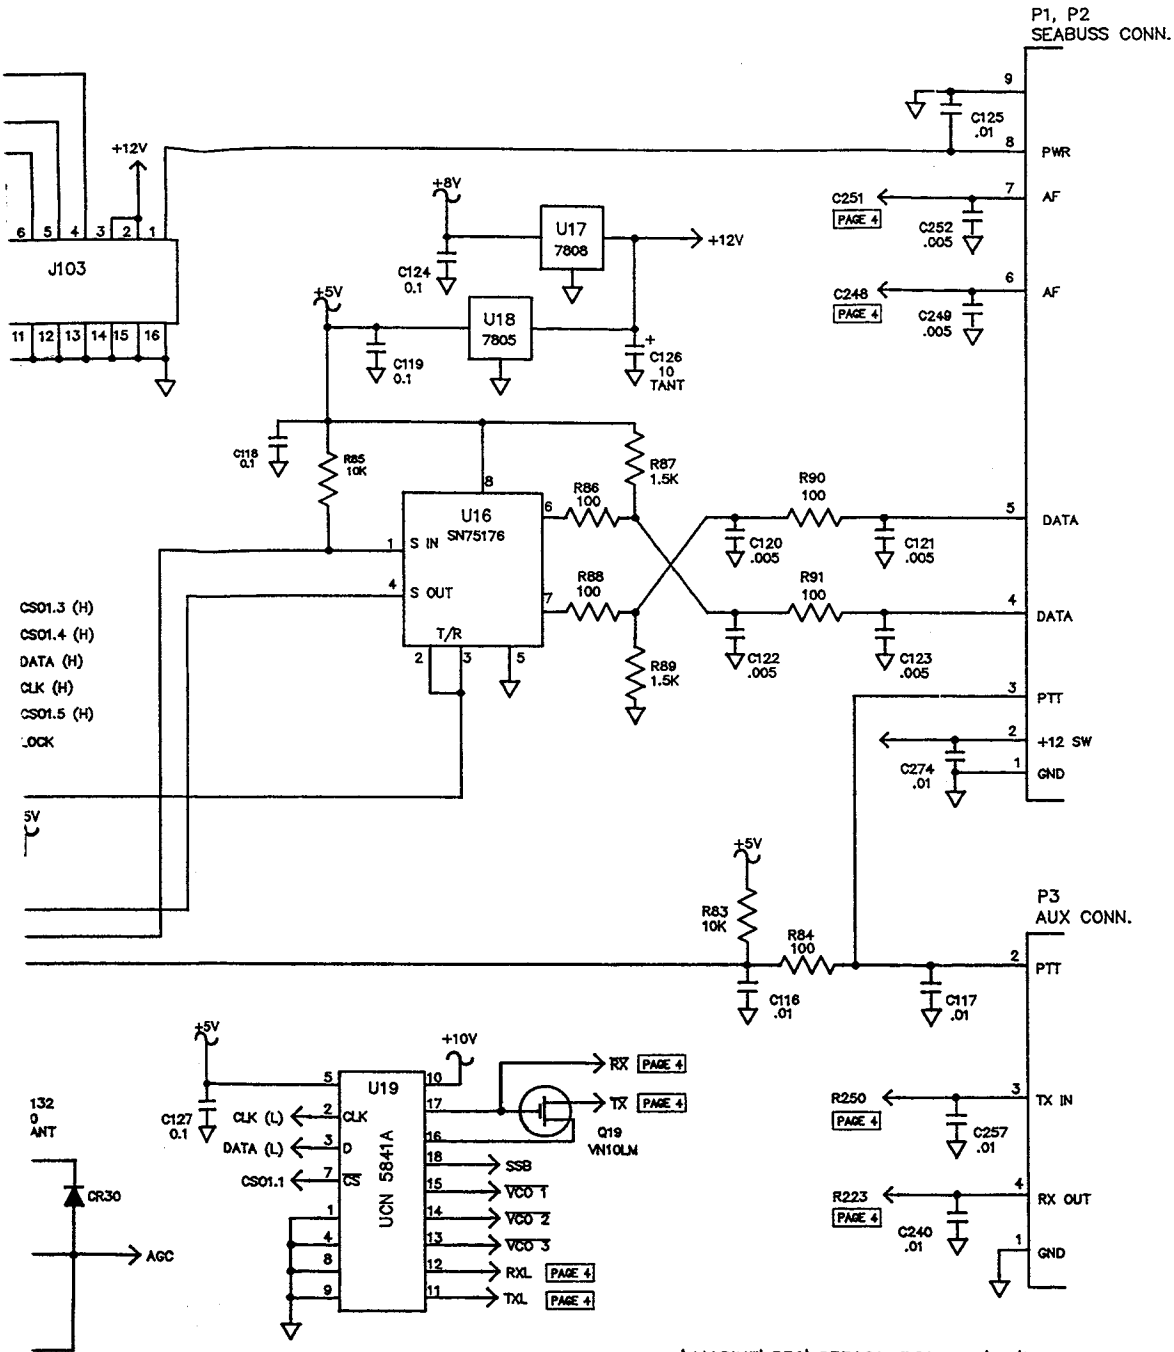 P1, P2
SEABUSS CONN.
9
C125
.01
8
PWR
+12V
7
AF
C251
PAGE 4
C252
.005
6
AF
C248
PAGE 4
C249
.005
6 5 4 3 2 1
J103
11 12 13 14 15 16
+8V
U17
7808
+12V
C124
0.1
+5V
U18
7805
C119
0.1
+
C126
10
TANT
C118
0.1
R85
10K
8
R87
1.5K
U16
SN75176
6
R86
100
R90
100
5
DATA
1
S IN
C120
.005
C121
.005
4
S OUT
7
R88
100
R91
100
4
DATA
T/R
2 3 5
R89
1.5K
C122
.005
C123
.005
CS01.3 (H)
CS01.4 (H)
DATA (H)
CLK (H)
CS01.5 (H)
LOCK
3
PTT
2
+12 SW
C274
.01
1
GND
5V
+5V
R83
10K
P3
AUX CONN.
R84
100
2
PTT
C116
.01
C117
.01
+5V
+10V
5
U19
10
RX
PAGE 4
C127
0.1
CLK (L)
2
CLK
17
TX
PAGE 4
DATA (L)
3
D
16
Q19
VN10LM
CS01.1
7
CS
UCN 5841A
18
SSB
15
VCO 1
1
14
VCO 2
4
13
VCO 3
8
12
RXL
PAGE 4
9
11
TXL
PAGE 4
3
TX IN
R250
PAGE 4
C257
.01
4
RX OUT
R223
PAGE 4
C240
.01
1
GND
132
0
ANT
CR30
AGC